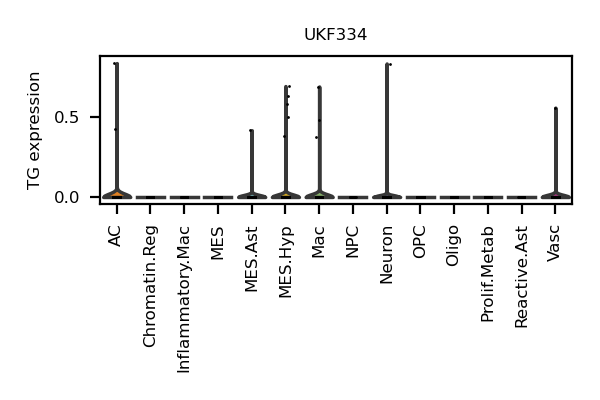 UKF334
TG expression
0.5
0.0
AC
Chromatin.Reg
Inflammatory.Mac
MES
MES.Ast
MES.Hyp
Mac
NPC
Neuron
OPC
Oligo
Prolif.Metab
Reactive.Ast
Vasc